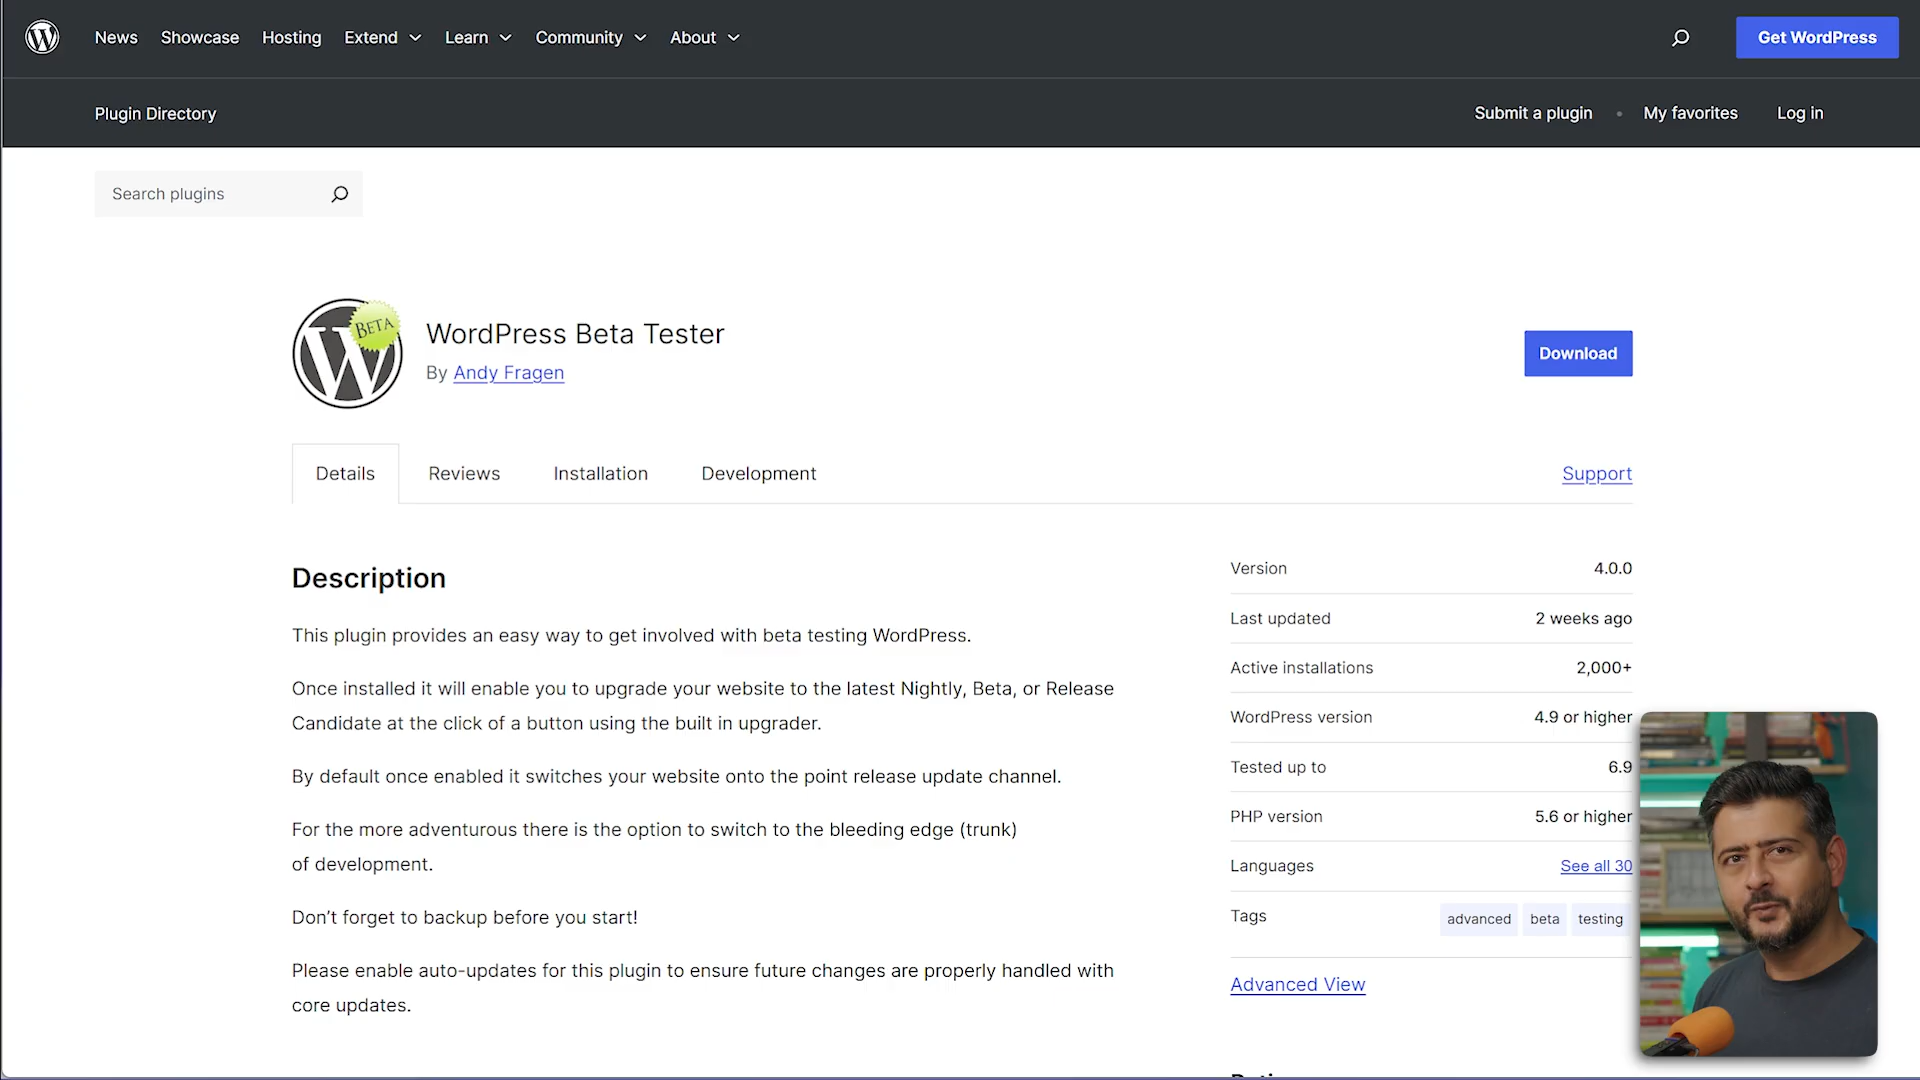 News Showcase Hosting Extend Learn Community About
Get WordPress
Plugin Directory
Submit a plugin • My favorites Log in
Search plugins
BETA
WordPress Beta Tester
By Andy Fragen
Download
Details Reviews Installation Development Support
Description
This plugin provides an easy way to get involved with beta testing WordPress.
Once installed it will enable you to upgrade your website to the latest Nightly, Beta, or Release
Candidate at the click of a button using the built in upgrader.
By default once enabled it switches your website onto the point release update channel.
For the more adventurous there is the option to switch to the bleeding edge (trunk)
of development.
Don’t forget to backup before you start!
Please enable auto-updates for this plugin to ensure future changes are properly handled with
core updates.
Version 4.0.0
Last updated 2 weeks ago
Active installations 2,000+
WordPress version 4.9 or higher
Tested up to 6.9
PHP version 5.6 or higher
Languages See all 30
Tags advanced beta testing
Advanced View